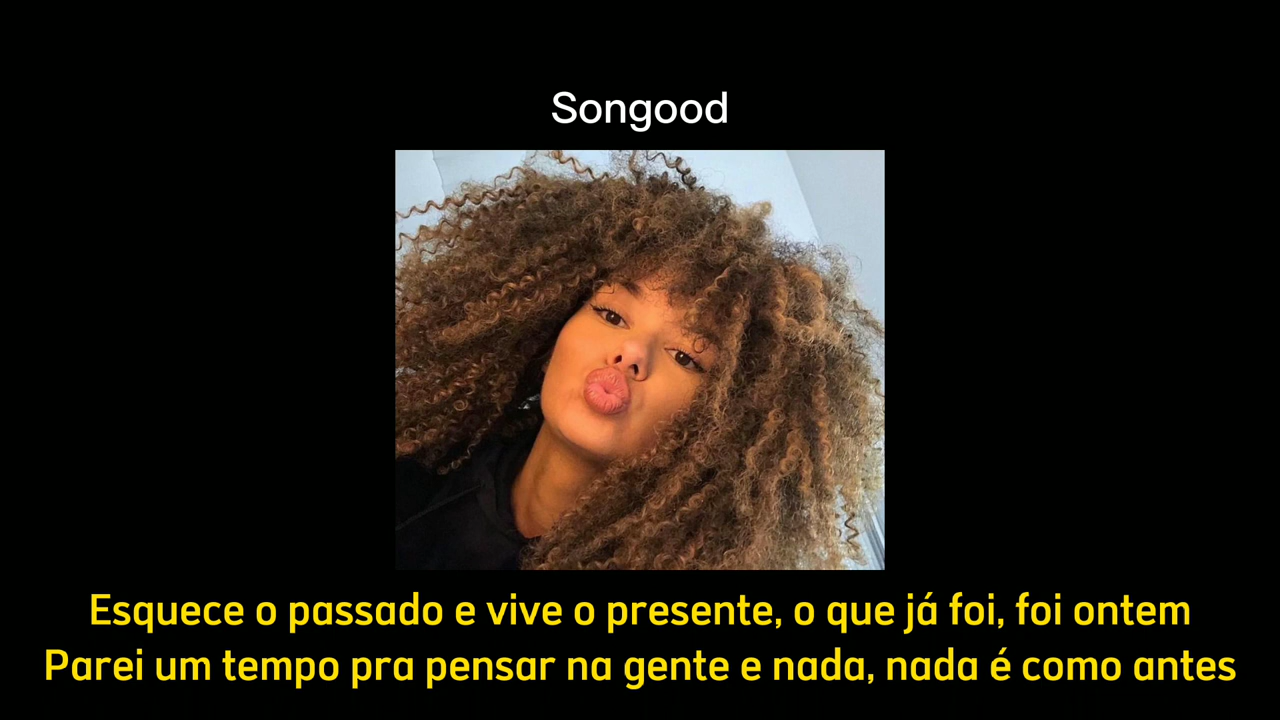 Songood
Esquece o passado e vive o presente, o que já foi, foi ontem
Parei um tempo pra pensar na gente e nada, nada é como antes